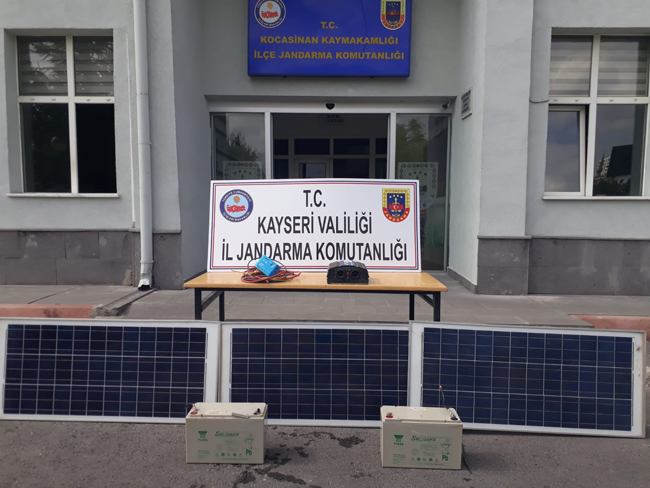 T.C.
KOCASİNAN KAYMAKAMLIĞI
İLÇE JANDARMA KOMUTANLIĞI
T.C.
KAYSERİ VALİLİĞİ
İL JANDARMA KOMUTANLIĞI